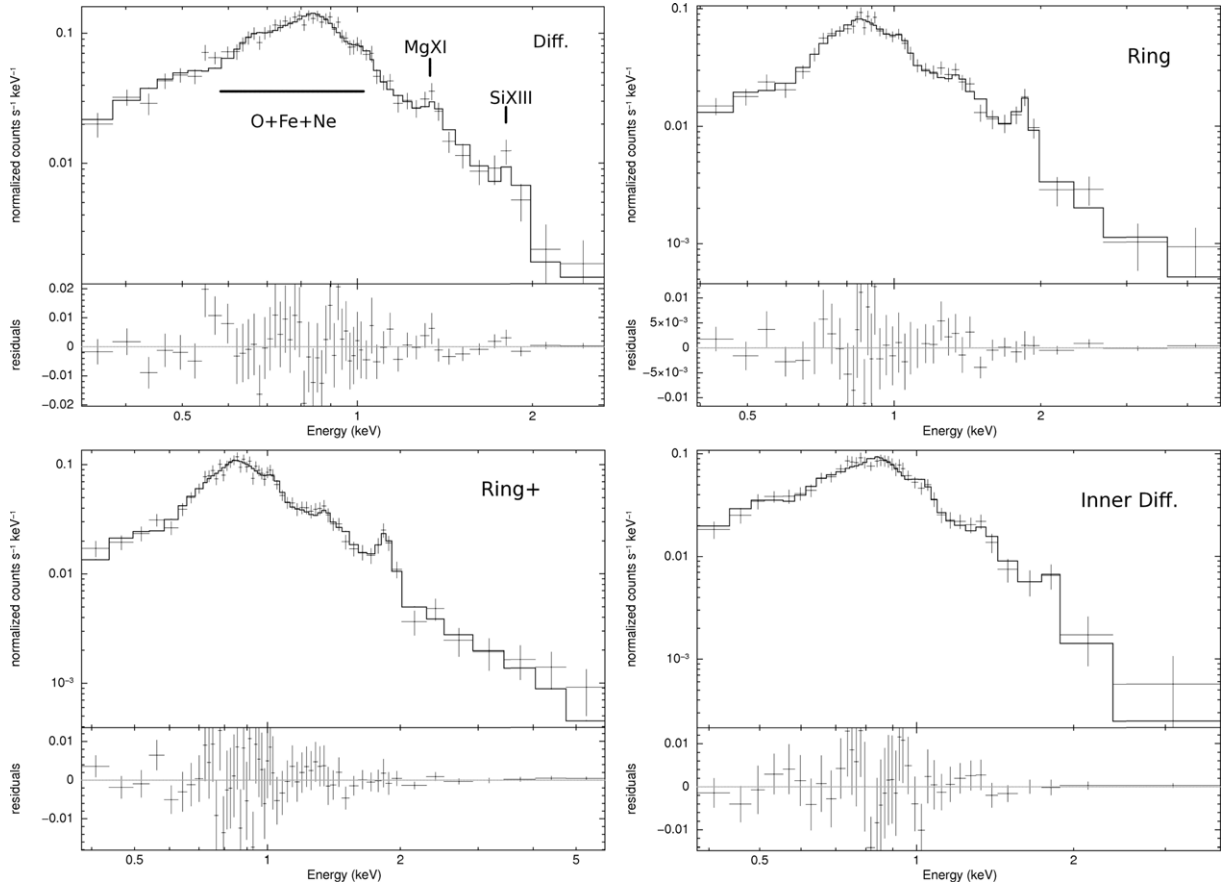 Diff.
MgXI
SiXIII
O+Fe+Ne
normalized counts s⁻¹ keV⁻¹
0.1
0.01
residuals
0.02
0.01
0
−0.01
−0.02
0.5
1
2
Energy (keV)
Ring
normalized counts s⁻¹ keV⁻¹
0.1
0.01
10⁻³
residuals
0.01
5×10⁻³
0
−5×10⁻³
−0.01
0.5
1
2
Energy (keV)
Ring+
normalized counts s⁻¹ keV⁻¹
0.1
0.01
10⁻³
residuals
0.01
0
−0.01
0.5
1
2
5
Energy (keV)
Inner Diff.
normalized counts s⁻¹ keV⁻¹
0.1
0.01
10⁻³
residuals
0.01
0
−0.01
0.5
1
2
Energy (keV)